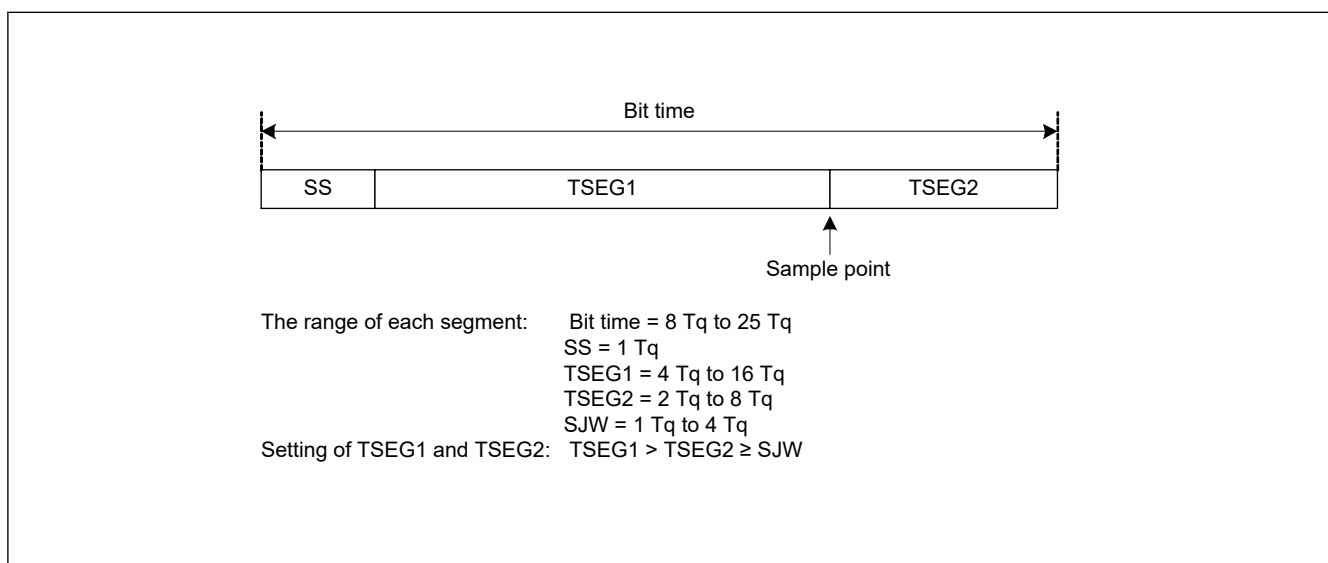 Bit time
SS TSEG1 TSEG2
Sample point
The range of each segment: Bit time = 8 Tq to 25 Tq
SS = 1 Tq
TSEG1 = 4 Tq to 16 Tq
TSEG2 = 2 Tq to 8 Tq
SJW = 1 Tq to 4 Tq
Setting of TSEG1 and TSEG2: TSEG1 > TSEG2 ≥ SJW